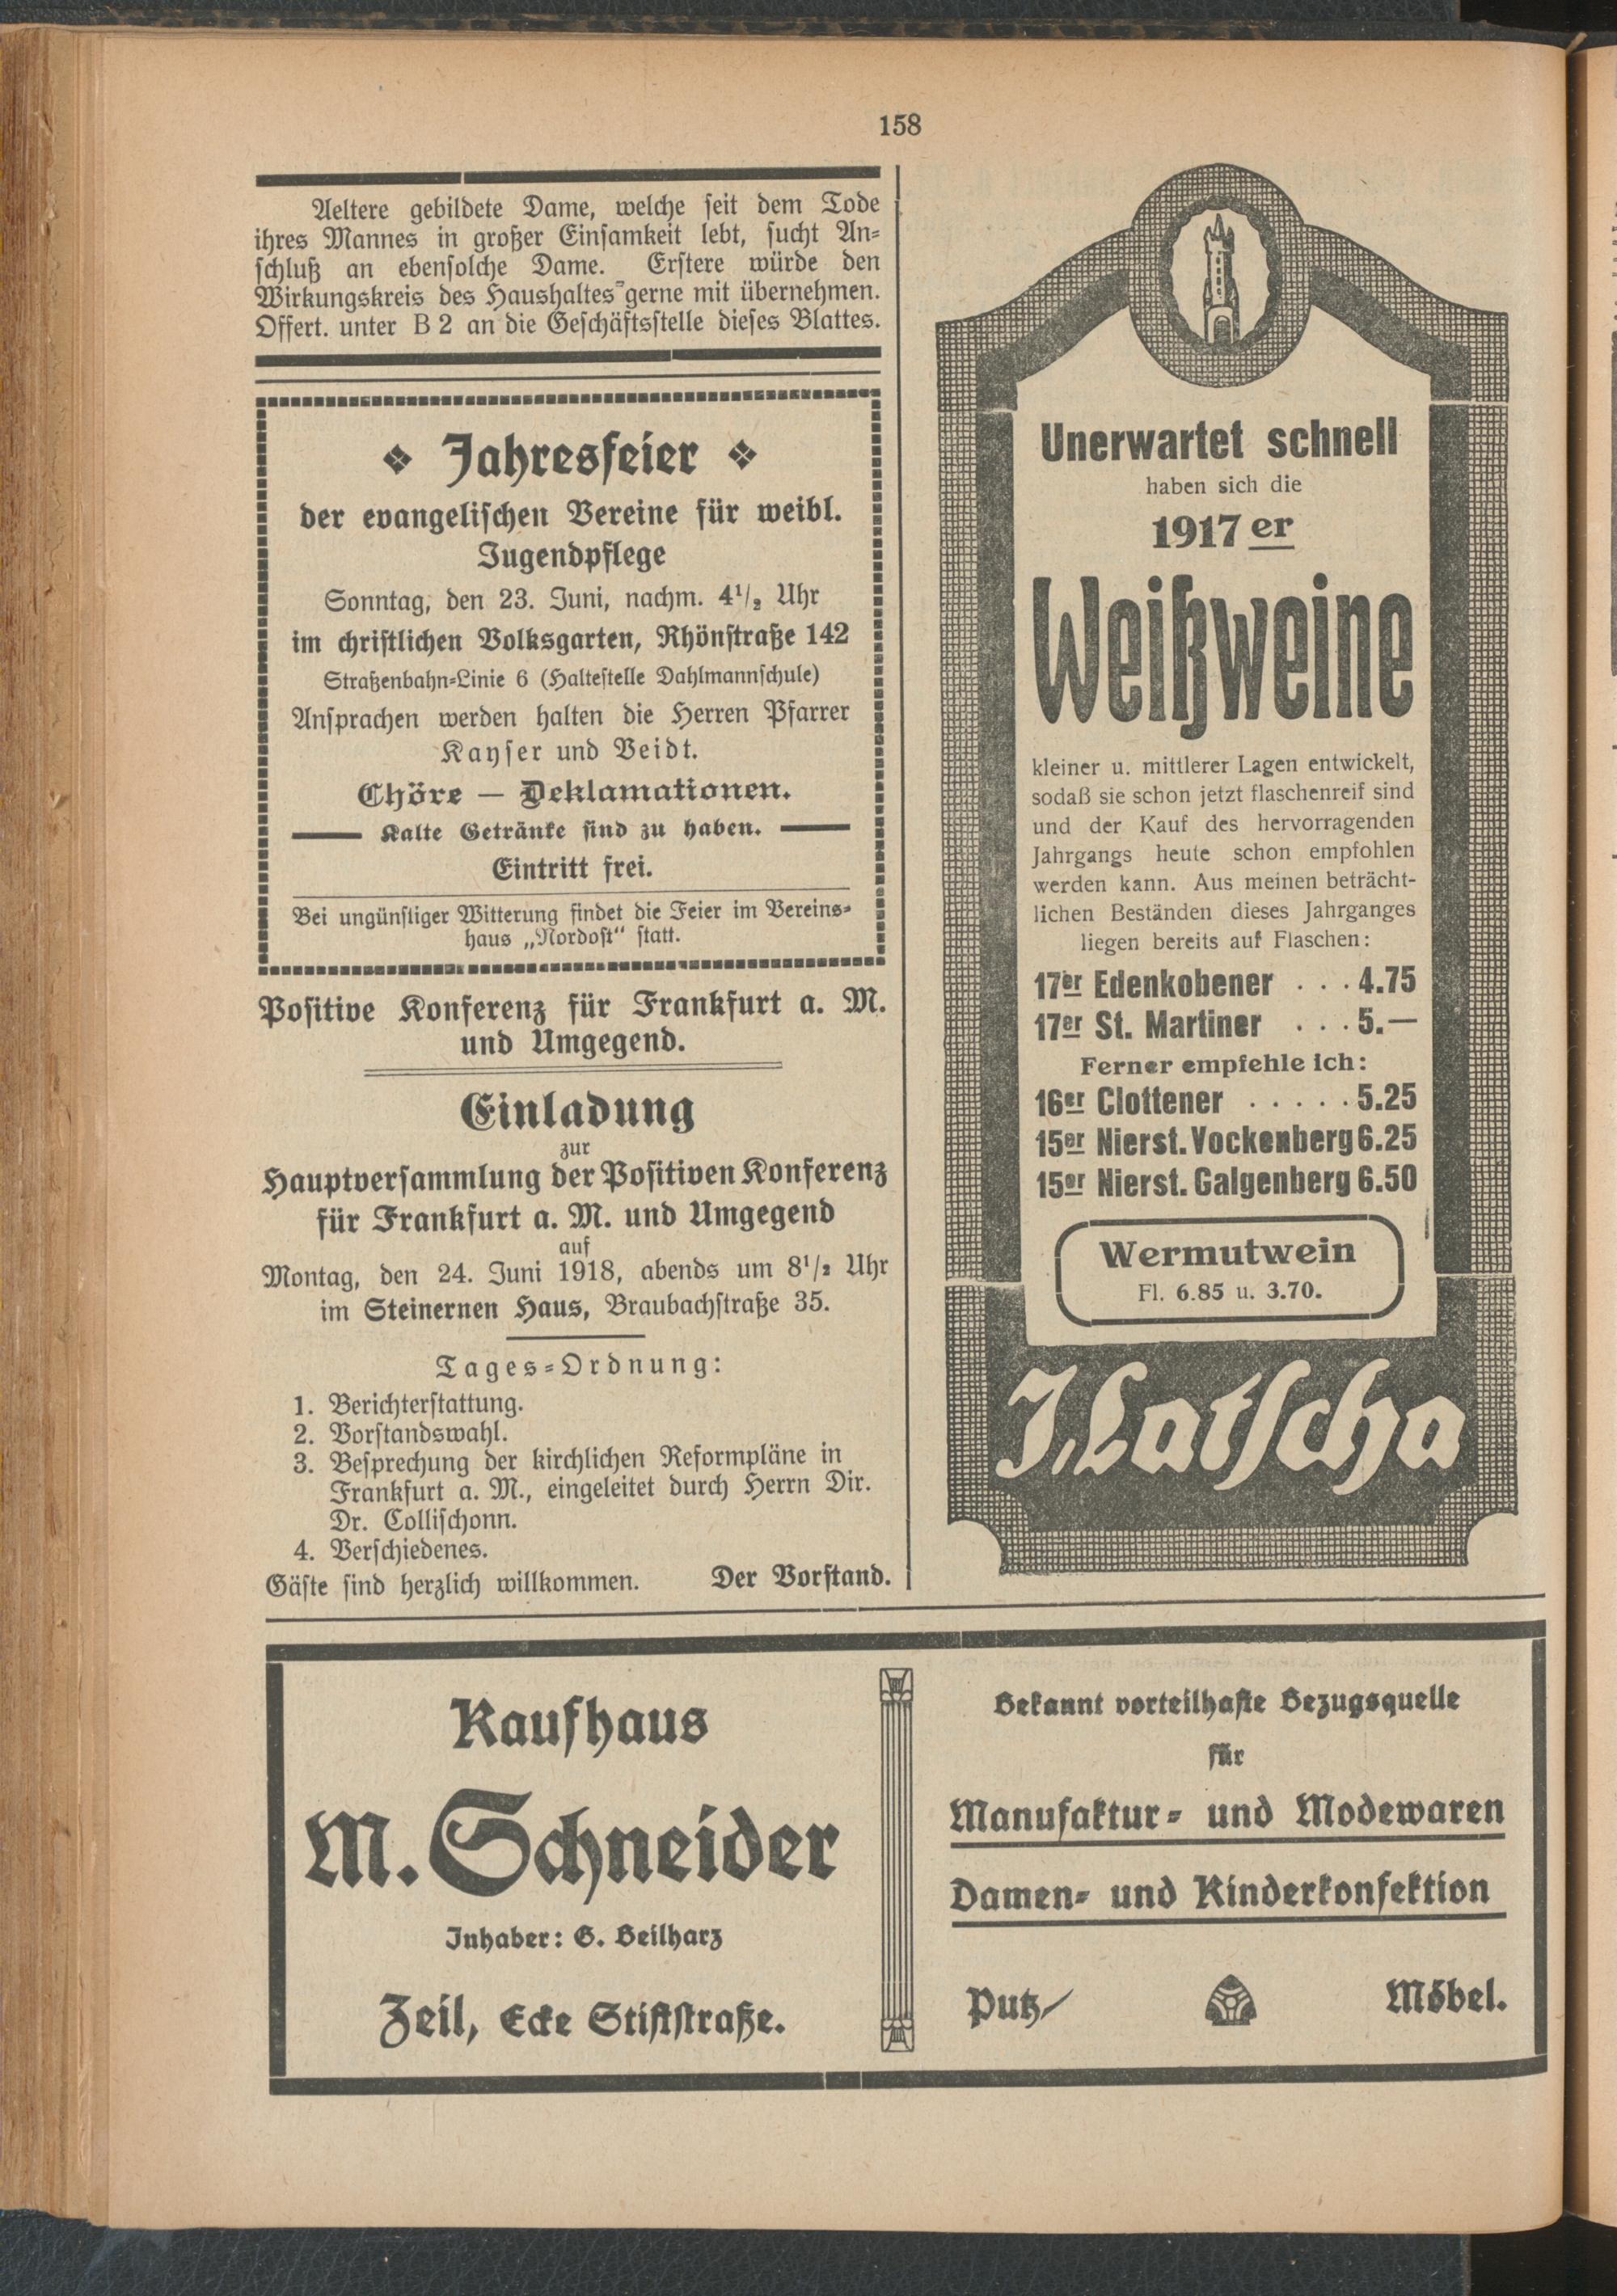 158
Aeltere gebildete Dame, welche seit dem Tode
ihres Mannes in großer Einsamkeit lebt, sucht An-
schluß an ebensolche Dame. Erstere würde den
Wirkungskreis des Haushaltes gerne mit übernehmen.
Offert. unter B 2 an die Geschäftsstelle dieses Blattes.
Jahresfeier
der evangelischen Vereine für weibl.
Jugendpflege
Sonntag, den 23. Juni, nachm. 4½ Uhr
im christlichen Volksgarten, Rhönstraße 142
Straßenbahn-Linie 6 (Haltestelle Dahlmannschule)
Ansprachen werden halten die Herren Pfarrer
Kayser und Veidt.
Chöre — Deklamationen.
Kalte Getränke sind zu haben.
Eintritt frei.
Bei ungünstiger Witterung findet die Feier im Vereins-
haus „Nordost“ statt.
Positive Konferenz für Frankfurt a. M.
und Umgegend.
Einladung
zur
Hauptversammlung der Positiven Konferenz
für Frankfurt a. M. und Umgegend
auf
Montag, den 24. Juni 1918, abends um 8½ Uhr
im Steinernen Haus, Braubachstraße 35.
Tages-Ordnung:
1. Berichterstattung.
2. Vorstandswahl.
3. Besprechung der kirchlichen Reformpläne in
Frankfurt a. M., eingeleitet durch Herrn Dir.
Dr. Collischonn.
4. Verschiedenes.
Gäste sind herzlich willkommen. Der Vorstand.
Unerwartet schnell
haben sich die
1917er
Weißweine
kleiner u. mittlerer Lagen entwickelt,
sodaß sie schon jetzt flaschenreif sind
und der Kauf des hervorragenden
Jahrgangs heute schon empfohlen
werden kann. Aus meinen beträcht-
lichen Beständen dieses Jahrganges
liegen bereits auf Flaschen:
17er Edenkobener . . . 4.75
17er St. Martiner . . . 5.—
Ferner empfehle ich:
16er Clottener . . . . . 5.25
15er Nierst. Vockenberg 6.25
15er Nierst. Galgenberg 6.50
Wermutwein
Fl. 6.85 u. 3.70.
J. Latscha
Kaufhaus
M. Schneider
Inhaber: G. Beilharz
Zeil, Ecke Stiftstraße.
Bekannt vorteilhafte Bezugsquelle
für
Manufaktur- und Modewaren
Damen- und Kinderkonfektion
Putz Möbel.